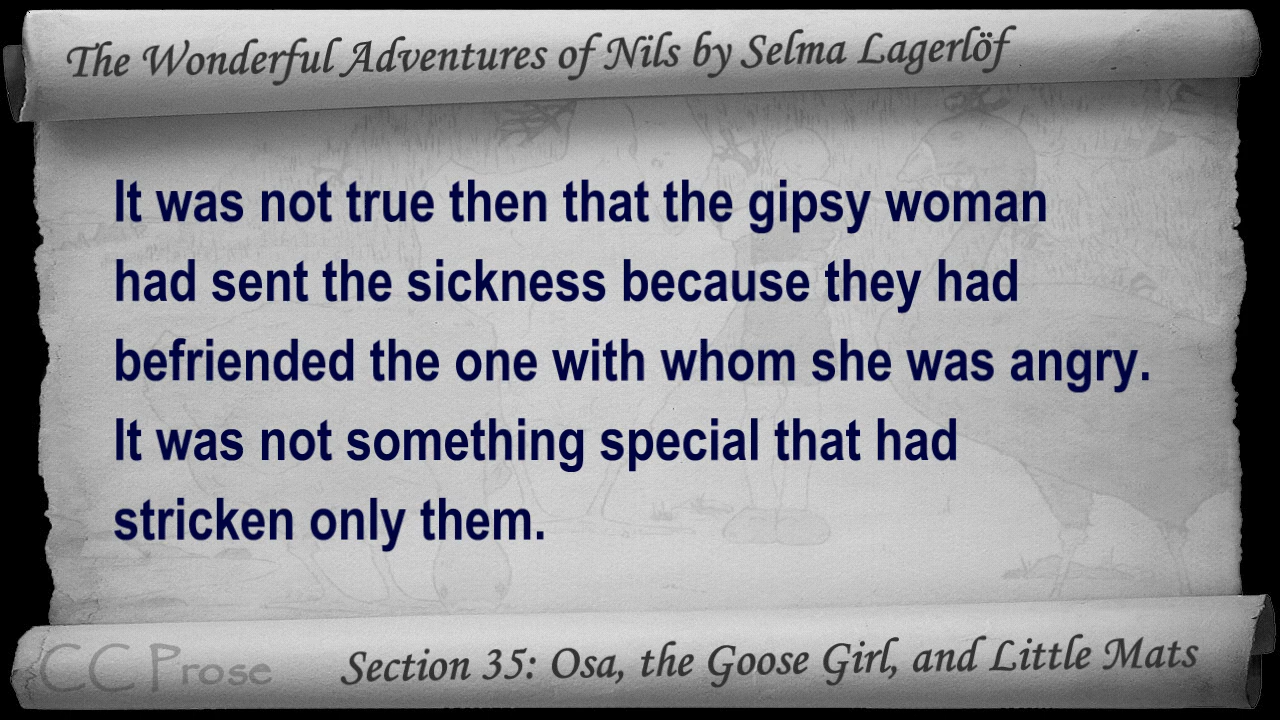 The Wonderful Adventures of Nils by Selma Lagerlöf
It was not true then that the gipsy woman
had sent the sickness because they had
befriended the one with whom she was angry.
It was not something special that had
stricken only them.
CC Prose
Section 35: Osa, the Goose Girl, and Little Mats